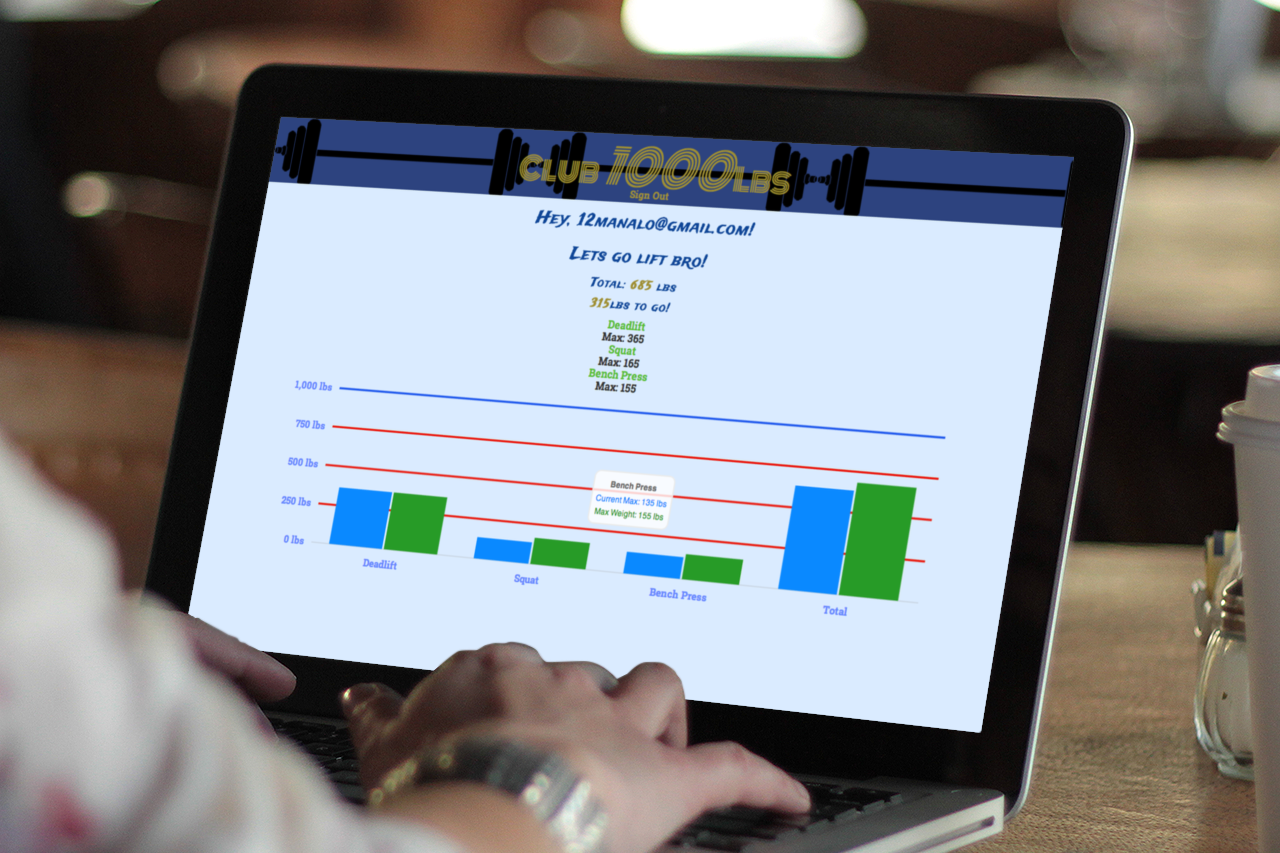 CLUB 1000LBS
Sign Out
Hey, 12manalo@gmail.com!
Lets go lift bro!
Total: 685 lbs
315lbs to go!
Deadlift
Max: 365
Squat
Max: 165
Bench Press
Max: 155
1,000 lbs
750 lbs
500 lbs
250 lbs
0 lbs
Bench Press
Current Max: 135 lbs
Max Weight: 155 lbs
Deadlift
Squat
Bench Press
Total